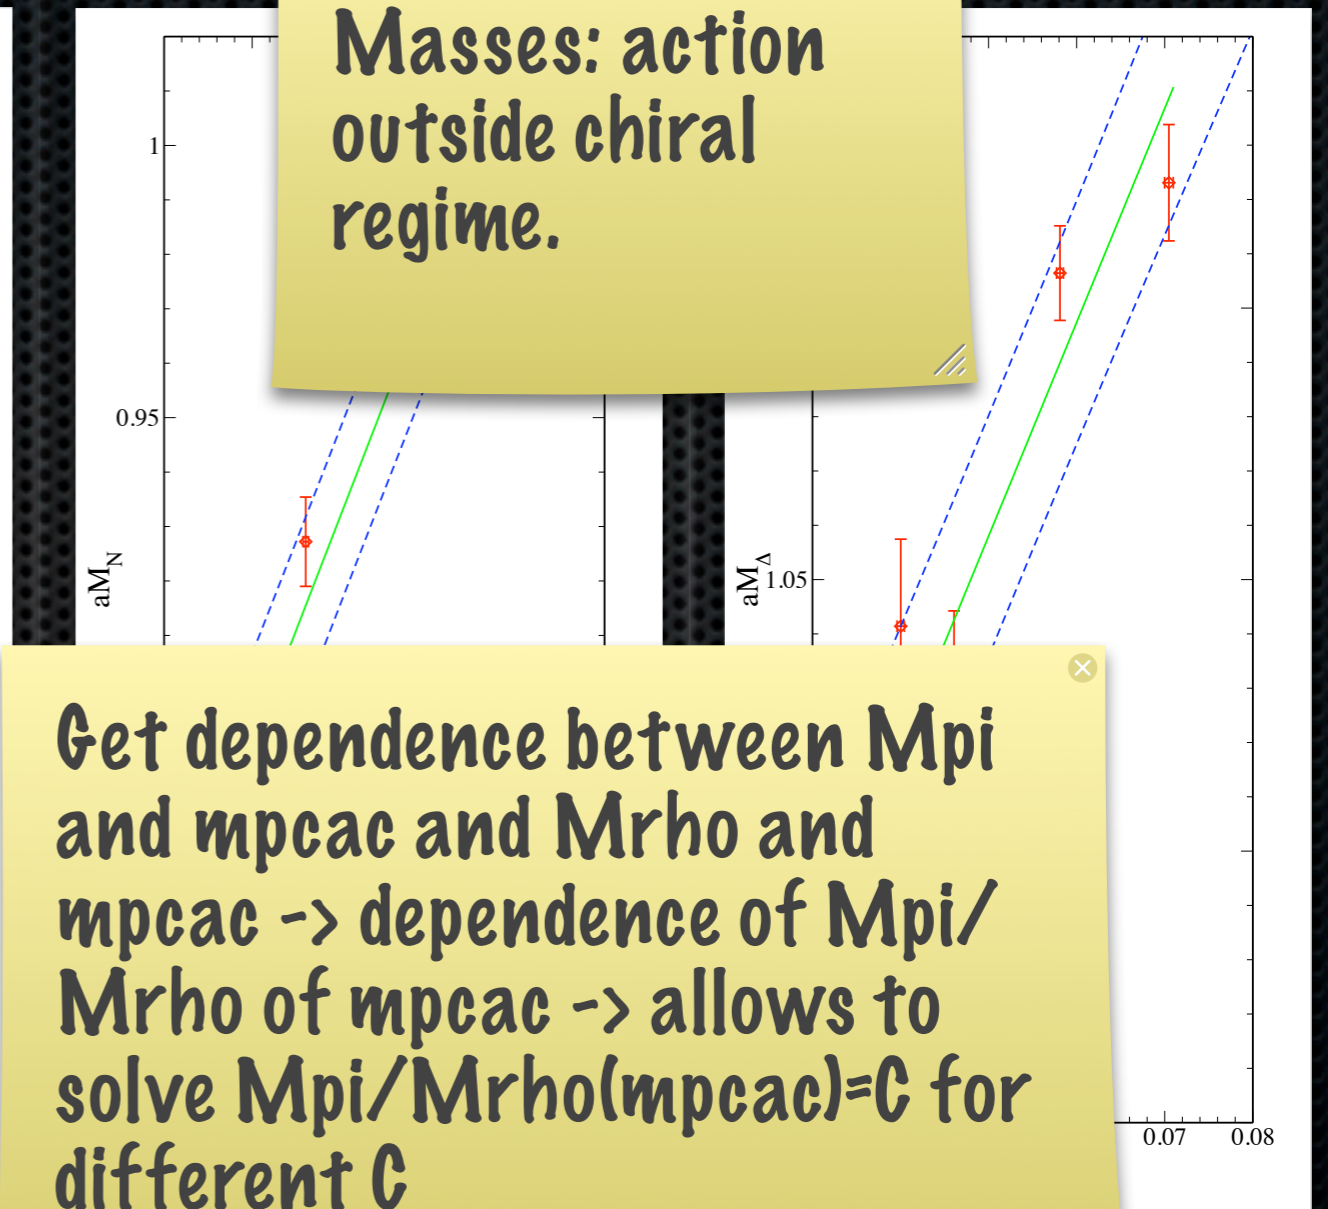 Masses: action
outside chiral
regime.
1
0.95
aM_N
aM_Δ
1.05
Get dependence between Mpi
and mpcac and Mrho and
mpcac -> dependence of Mpi/
Mrho of mpcac -> allows to
solve Mpi/Mrho(mpcac)=C for
different C
0.07 0.08